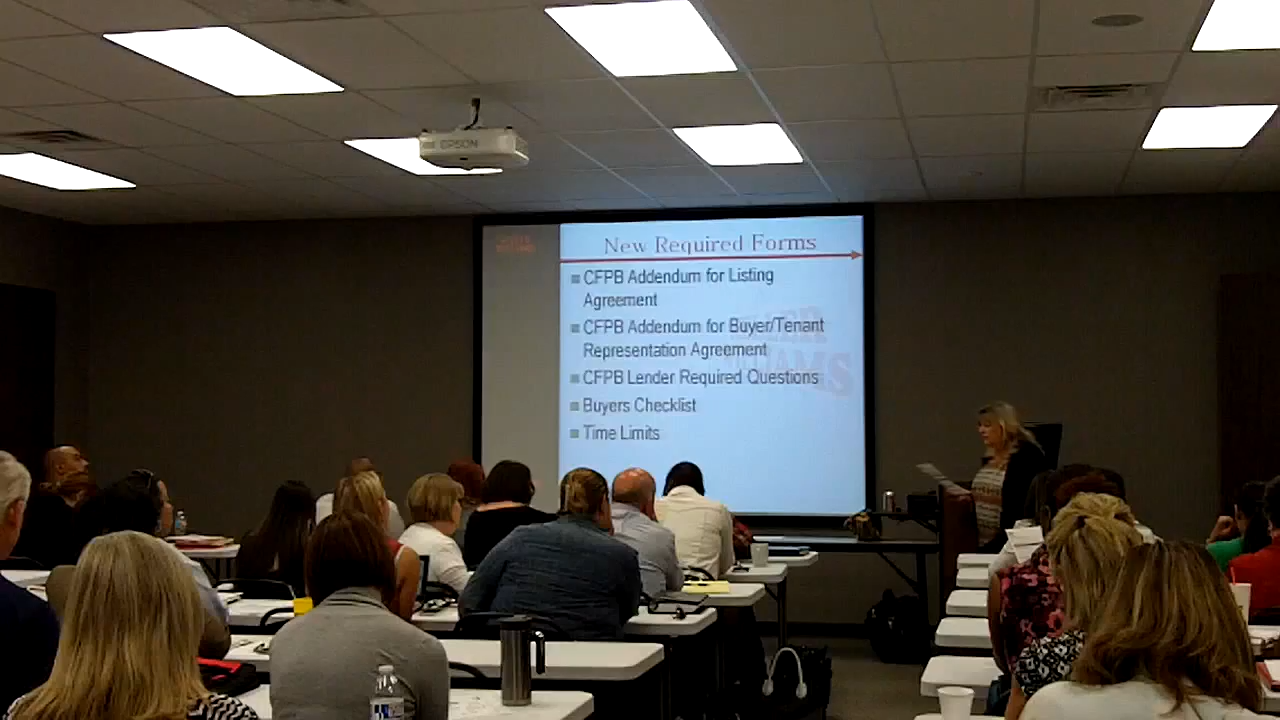 EPSON
New Required Forms
CFPB Addendum for Listing
Agreement
CFPB Addendum for Buyer/Tenant
Representation Agreement
CFPB Lender Required Questions
Buyers Checklist
Time Limits